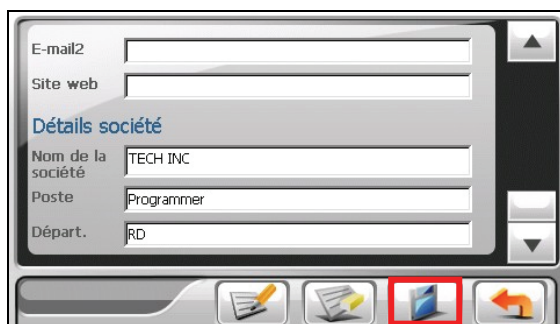 E-mail2
Site web
Détails société
Nom de la
société
TECH INC
Poste
Programmer
Départ.
RD